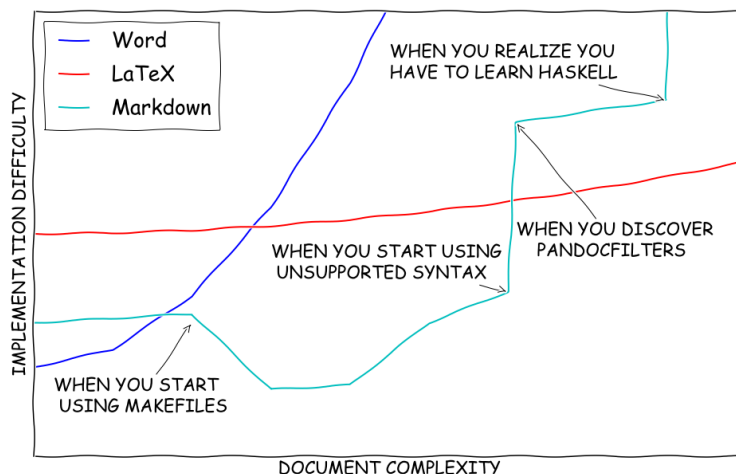 Word
LaTeX
Markdown
WHEN YOU REALIZE YOU
HAVE TO LEARN HASKELL
WHEN YOU DISCOVER
PANDOCFILTERS
WHEN YOU START USING
UNSUPPORTED SYNTAX
WHEN YOU START
USING MAKEFILES
IMPLEMENTATION DIFFICULTY
DOCUMENT COMPLEXITY